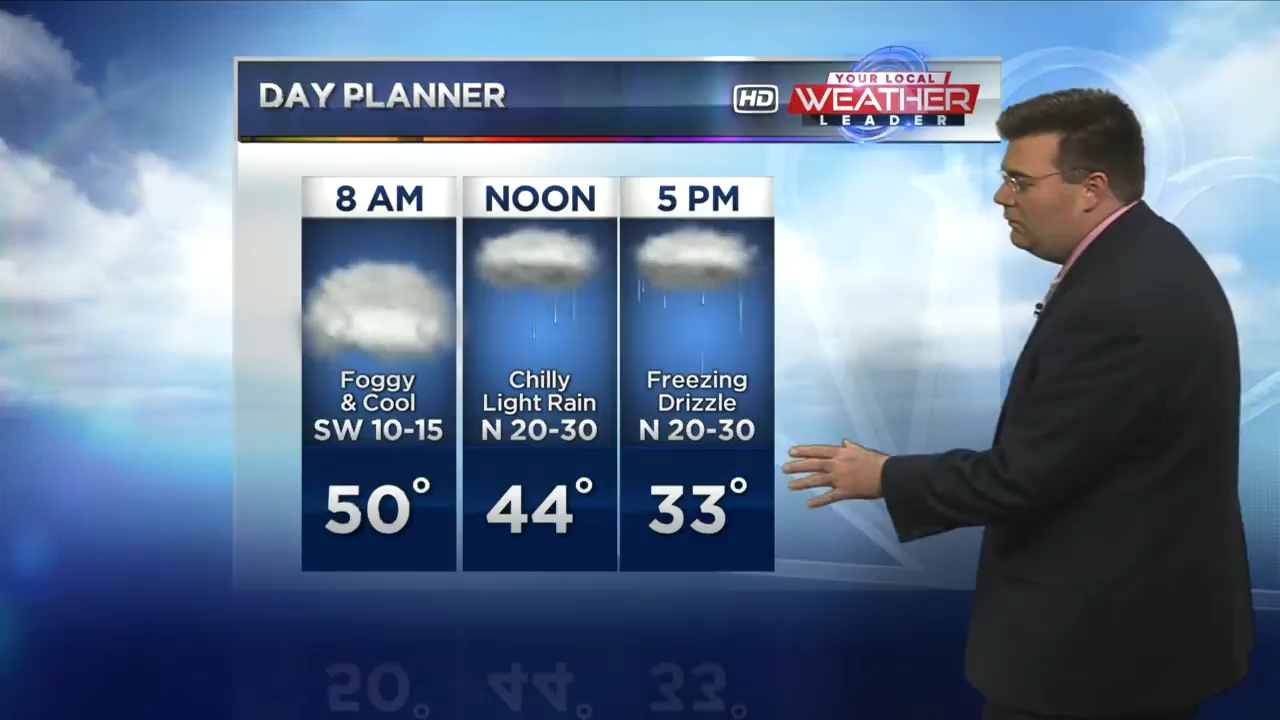 DAY PLANNER
HD
YOUR LOCAL
WEATHER
LEADER
8 AM
NOON
5 PM
Foggy
& Cool
SW 10-15
Chilly
Light Rain
N 20-30
Freezing
Drizzle
N 20-30
50°
44°
33°